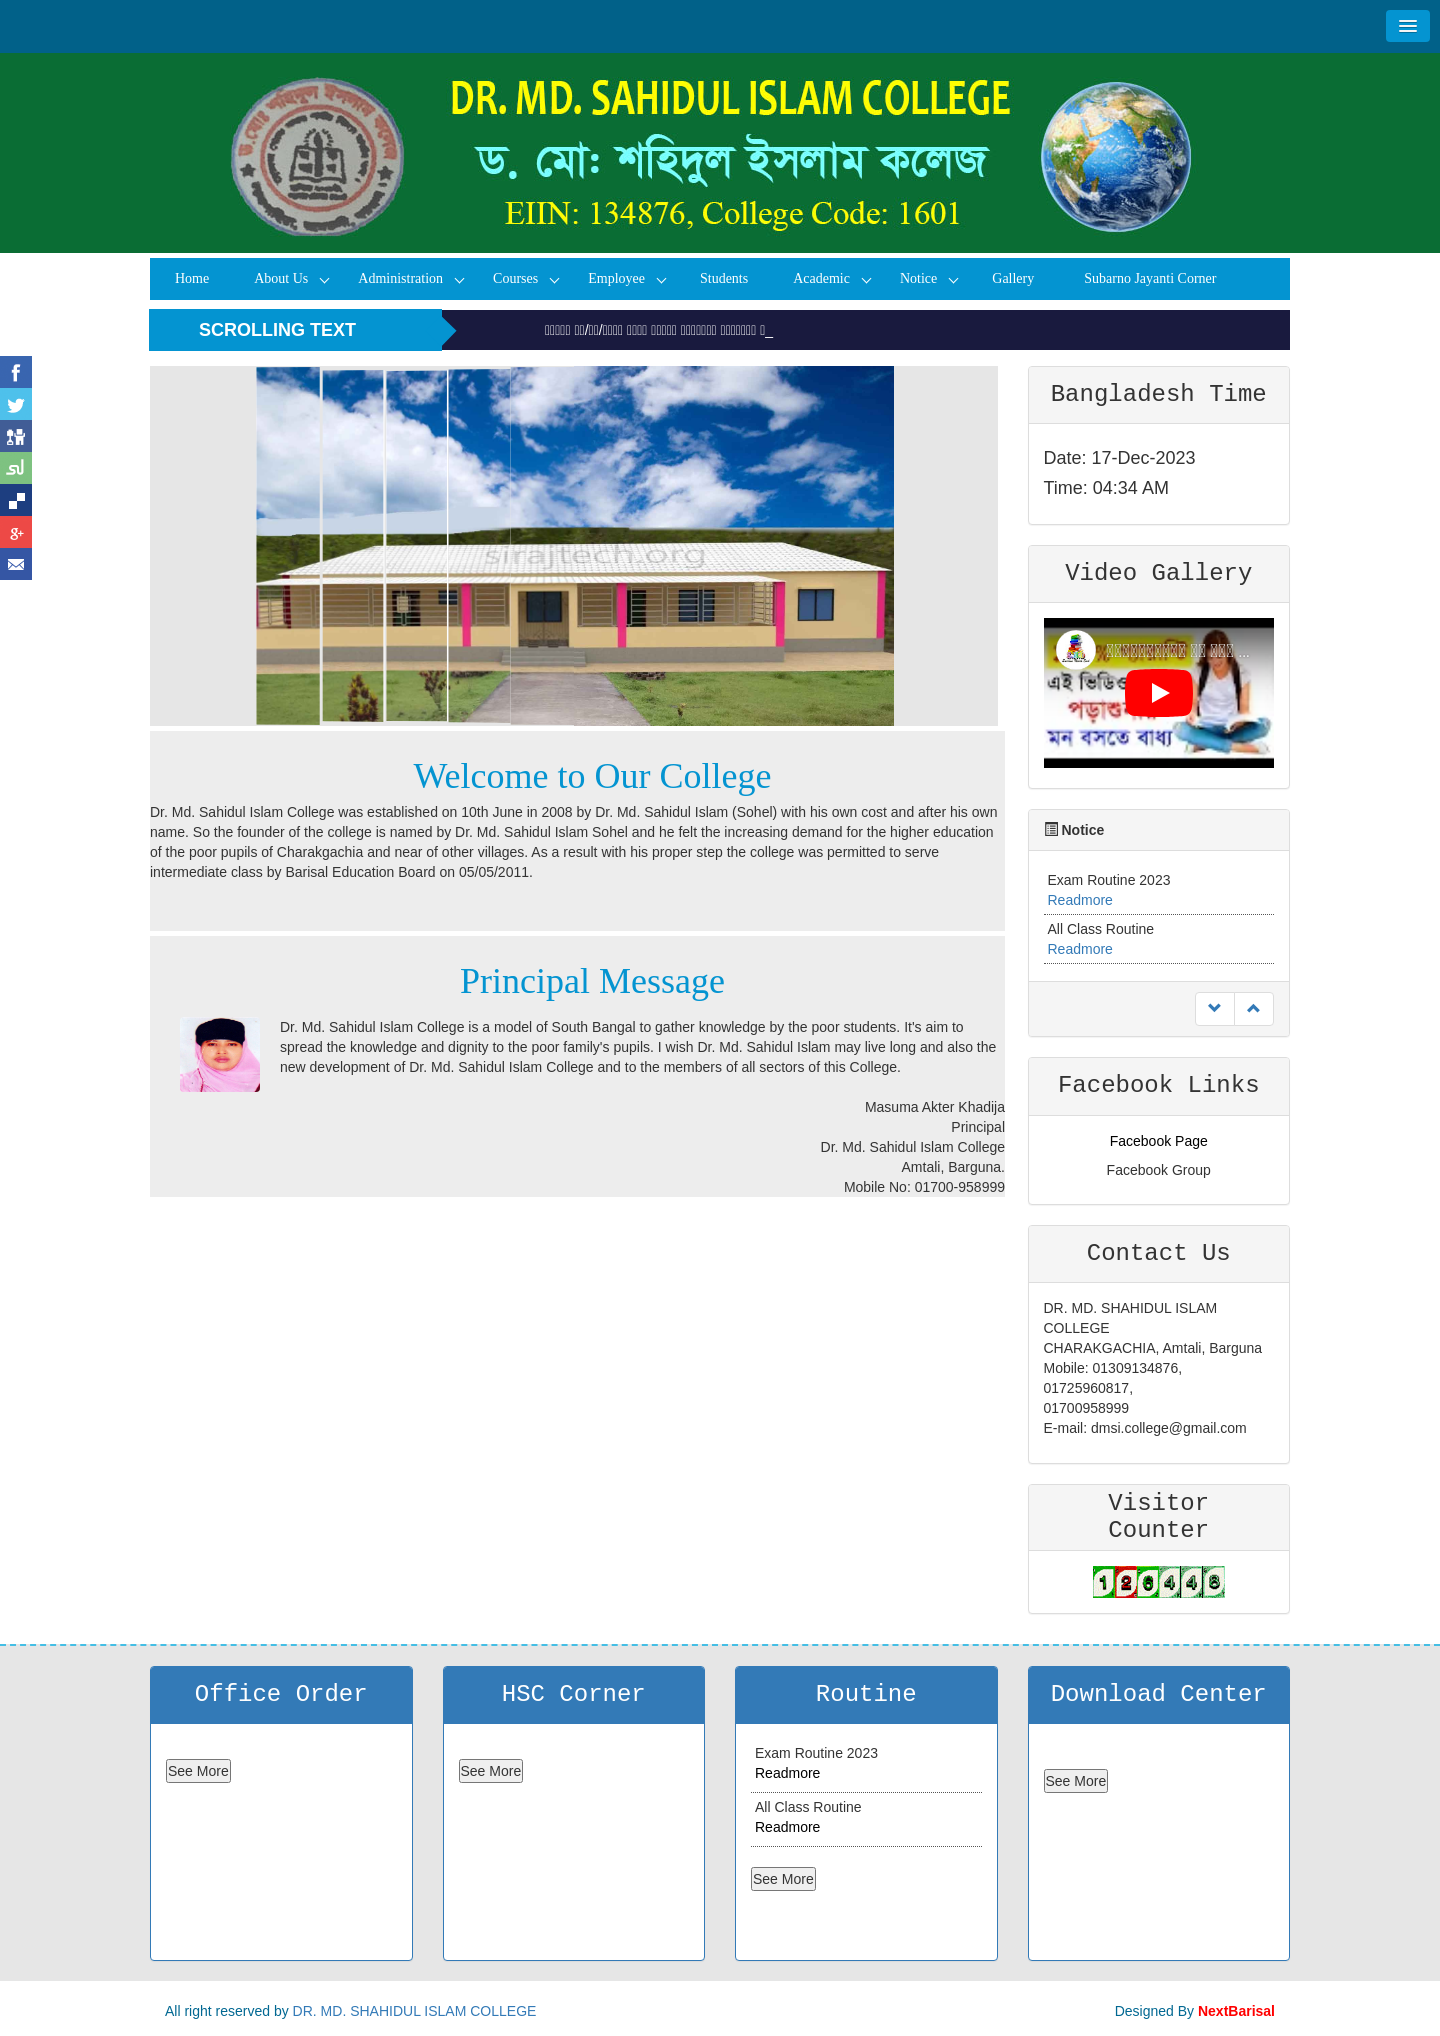 DR. MD. SAHIDUL ISLAM COLLEGE
ড. মো: শহিদুল ইসলাম কলেজ
EIIN: 134876, College Code: 1601
Home About Us Administration Courses Employee Students Academic Notice Gallery Subarno Jayanti Corner
SCROLLING TEXT
sirajtech.org
Welcome to Our College
Dr. Md. Sahidul Islam College was established on 10th June in 2008 by Dr. Md. Sahidul Islam (Sohel) with his own cost and after his own
name. So the founder of the college is named by Dr. Md. Sahidul Islam Sohel and he felt the increasing demand for the higher education
of the poor pupils of Charakgachia and near of other villages. As a result with his proper step the college was permitted to serve
intermediate class by Barisal Education Board on 05/05/2011.
Principal Message
Dr. Md. Sahidul Islam College is a model of South Bangal to gather knowledge by the poor students. It's aim to
spread the knowledge and dignity to the poor family's pupils. I wish Dr. Md. Sahidul Islam may live long and also the
new development of Dr. Md. Sahidul Islam College and to the members of all sectors of this College.
Masuma Akter Khadija
Principal
Dr. Md. Sahidul Islam College
Amtali, Barguna.
Mobile No: 01700-958999
Bangladesh Time
Date: 17-Dec-2023
Time: 04:34 AM
Video Gallery
এই ভিডিও
মন বসতে বাধ্য
Notice
Exam Routine 2023
Readmore
All Class Routine
Readmore
Facebook Links
Facebook Page
Facebook Group
Contact Us
DR. MD. SHAHIDUL ISLAM
COLLEGE
CHARAKGACHIA, Amtali, Barguna
Mobile: 01309134876,
01725960817,
01700958999
E-mail: dmsi.college@gmail.com
Visitor
Counter
126448
Office Order
See More
HSC Corner
See More
Routine
Exam Routine 2023
Readmore
All Class Routine
Readmore
See More
Download Center
See More
All right reserved by DR. MD. SHAHIDUL ISLAM COLLEGE
Designed By NextBarisal